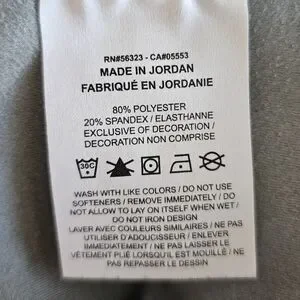 RN#56323 - CA#05553
MADE IN JORDAN
FABRIQUÉ EN JORDANIE
80% POLYESTER
20% SPANDEX / ELASTHANNE
EXCLUSIVE OF DECORATION /
DECORATION NON COMPRISE
30C
WASH WITH LIKE COLORS / DO NOT USE
SOFTENERS / REMOVE IMMEDIATELY / DO
NOT ALLOW TO LAY ON ITSELF WHEN WET /
DO NOT IRON DESIGN
LAVER AVEC COULEURS SIMILAIRES / NE PAS
UTILISER D'ADOUCISSEUR / ENLEVER
IMMÉDIATEMENT / NE PAS LAISSER LE
VÊTEMENT PLIÉ LORSQU'IL EST MOUILLÉ / NE
PAS REPASSER LE DESSIN